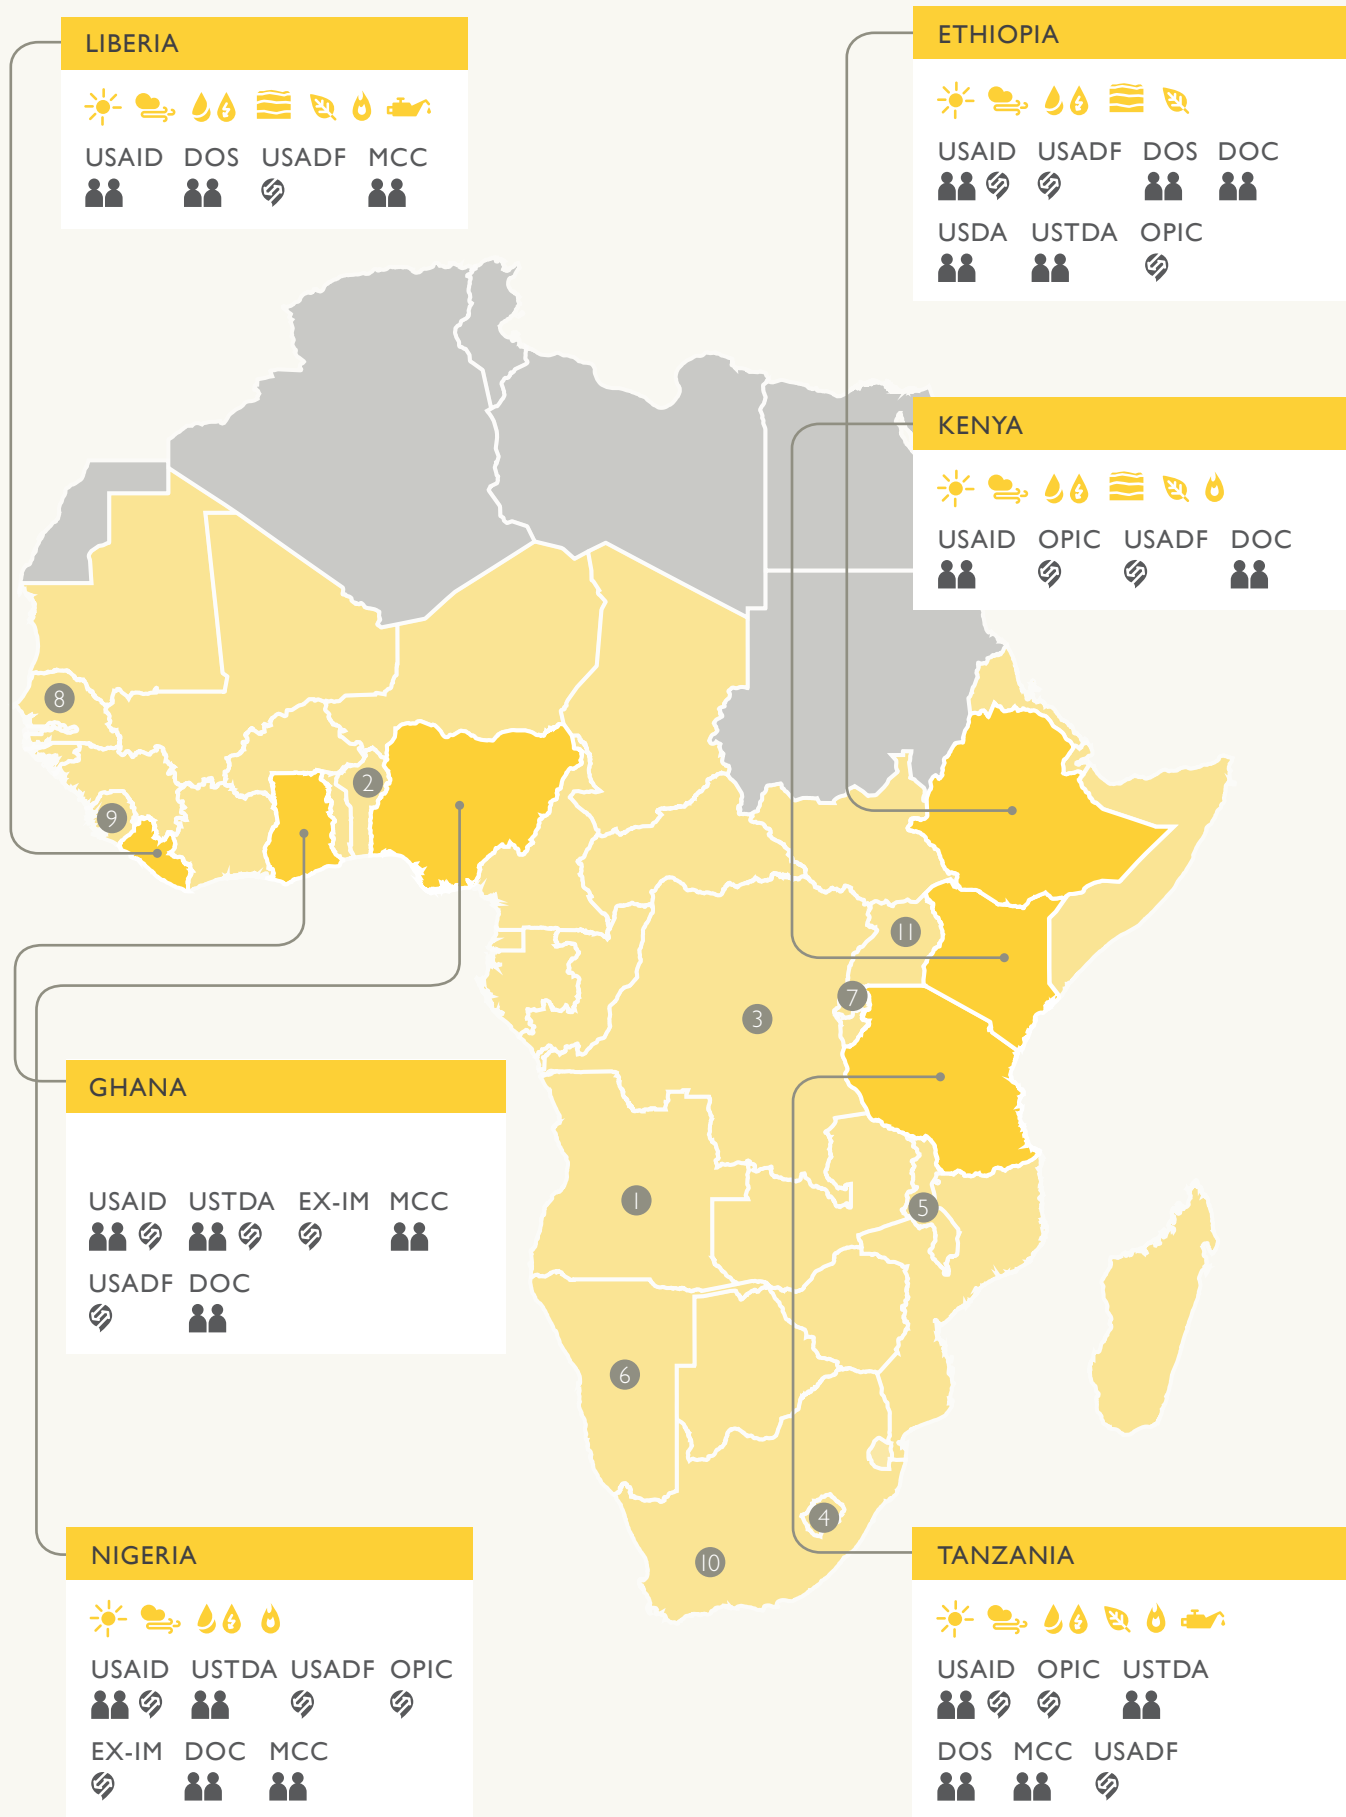 LIBERIA
USAID DOS USADF MCC
ETHIOPIA
USAID USADF DOS DOC
USDA USTDA OPIC
KENYA
USAID OPIC USADF DOC
8
2
9
11
7
3
GHANA
USAID USTDA EX-IM MCC
USADF DOC
1
5
6
4
10
NIGERIA
USAID USTDA USADF OPIC
EX-IM DOC MCC
TANZANIA
USAID OPIC USTDA
DOS MCC USADF